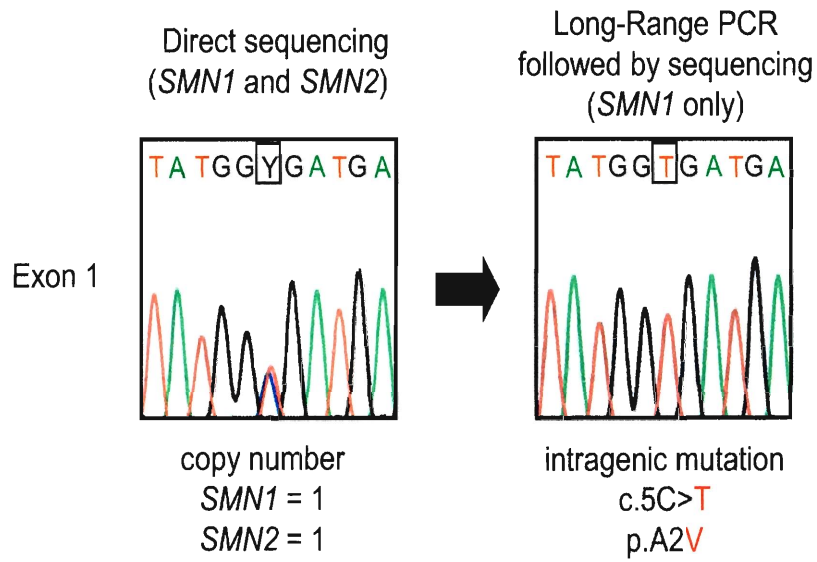 Direct sequencing
(SMN1 and SMN2)
Long-Range PCR
followed by sequencing
(SMN1 only)
TATGGYGATGA
TATGGTGATGA
Exon 1
copy number
SMN1 = 1
SMN2 = 1
intragenic mutation
c.5C>T
p.A2V